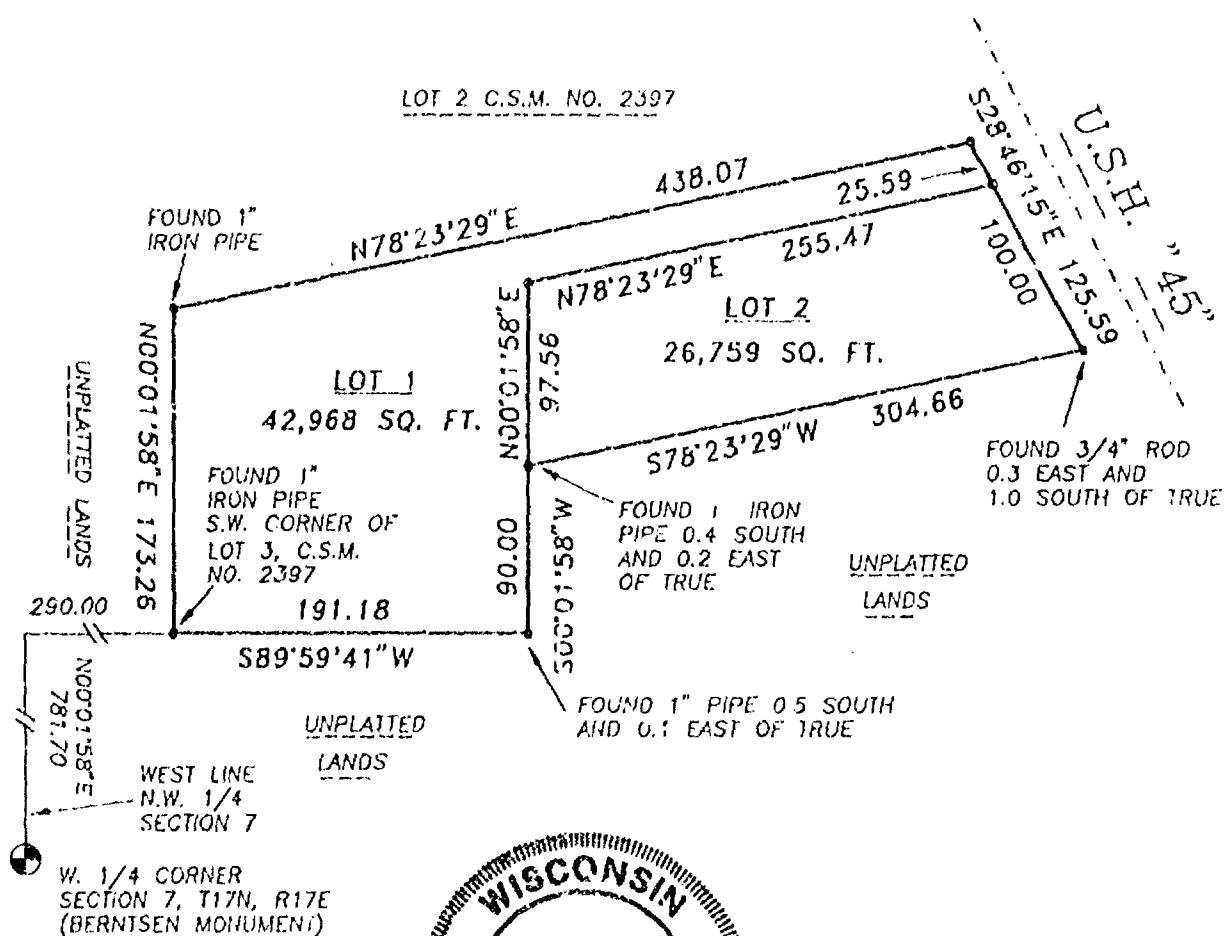 LOT 2 C.S.M. NO. 2397
U.S.H. "45"
S28°46'15"E 125.59
438.07
25.59
N78°23'29"E
FOUND 1"
IRON PIPE
255.47
N78°23'29"E
100.00
LOT 2
26,759 SQ. FT.
N00°01'58"E
97.56
N00°01'58"E 173.26
UNPLATTED LANDS
LOT 1
42,968 SQ. FT.
304.66
S78°23'29"W
FOUND 3/4" ROD
0.3 EAST AND
1.0 SOUTH OF TRUE
FOUND 1"
IRON PIPE
S.W. CORNER OF
LOT 3, C.S.M.
NO. 2397
FOUND 1 IRON
PIPE 0.4 SOUTH
AND 0.2 EAST
OF TRUE
90.00
S00°01'58"W
UNPLATTED
LANDS
290.00
191.18
S89°59'41"W
N00°01'58"E
781.70
FOUND 1" PIPE 0.5 SOUTH
AND 0.1 EAST OF TRUE
UNPLATTED
LANDS
WEST LINE
N.W. 1/4
SECTION 7
W. 1/4 CORNER
SECTION 7, T17N, R17E
(BERNTSEN MONUMENT)
WISCONSIN